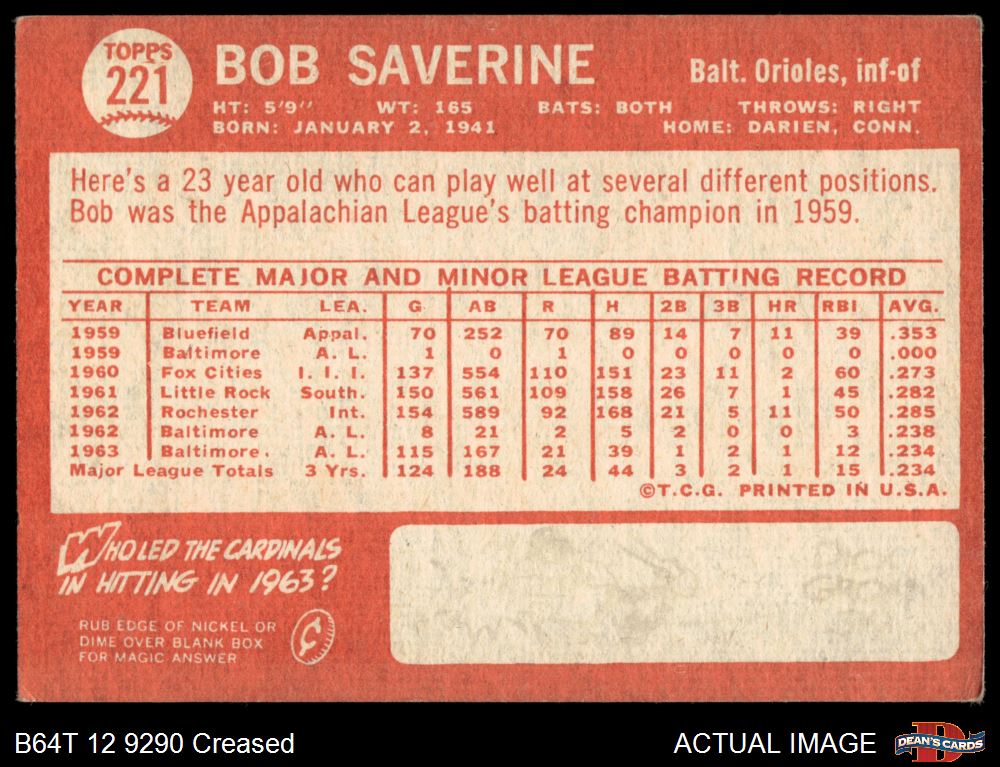 TOPPS
221
BOB SAVERINE
Balt. Orioles, inf-of
HT: 5'9" WT: 165 BATS: BOTH THROWS: RIGHT
BORN: JANUARY 2, 1941 HOME: DARIEN, CONN.
Here's a 23 year old who can play well at several different positions.
Bob was the Appalachian League's batting champion in 1959.
COMPLETE MAJOR AND MINOR LEAGUE BATTING RECORD
YEAR TEAM LEA. G AB R H 2B 3B HR RBI AVG.
1959 Bluefield Appal. 70 252 70 89 14 7 11 39 .353
1959 Baltimore A. L. 1 0 1 0 0 0 0 0 .000
1960 Fox Cities I. I. I. 137 554 110 151 23 11 2 60 .273
1961 Little Rock South. 150 561 109 158 26 7 1 45 .282
1962 Rochester Int. 154 589 92 168 21 5 11 50 .285
1962 Baltimore A. L. 8 21 2 5 2 0 0 3 .238
1963 Baltimore. A. L. 115 167 21 39 1 2 1 12 .234
Major League Totals 3 Yrs. 124 188 24 44 3 2 1 15 .234
©T.C.G. PRINTED IN U.S.A.
WHO LED THE CARDINALS
IN HITTING IN 1963?
RUB EDGE OF NICKEL OR
DIME OVER BLANK BOX
FOR MAGIC ANSWER
DICK
GROAT
B64T 12 9290 Creased
ACTUAL IMAGE
DEAN'S CARDS